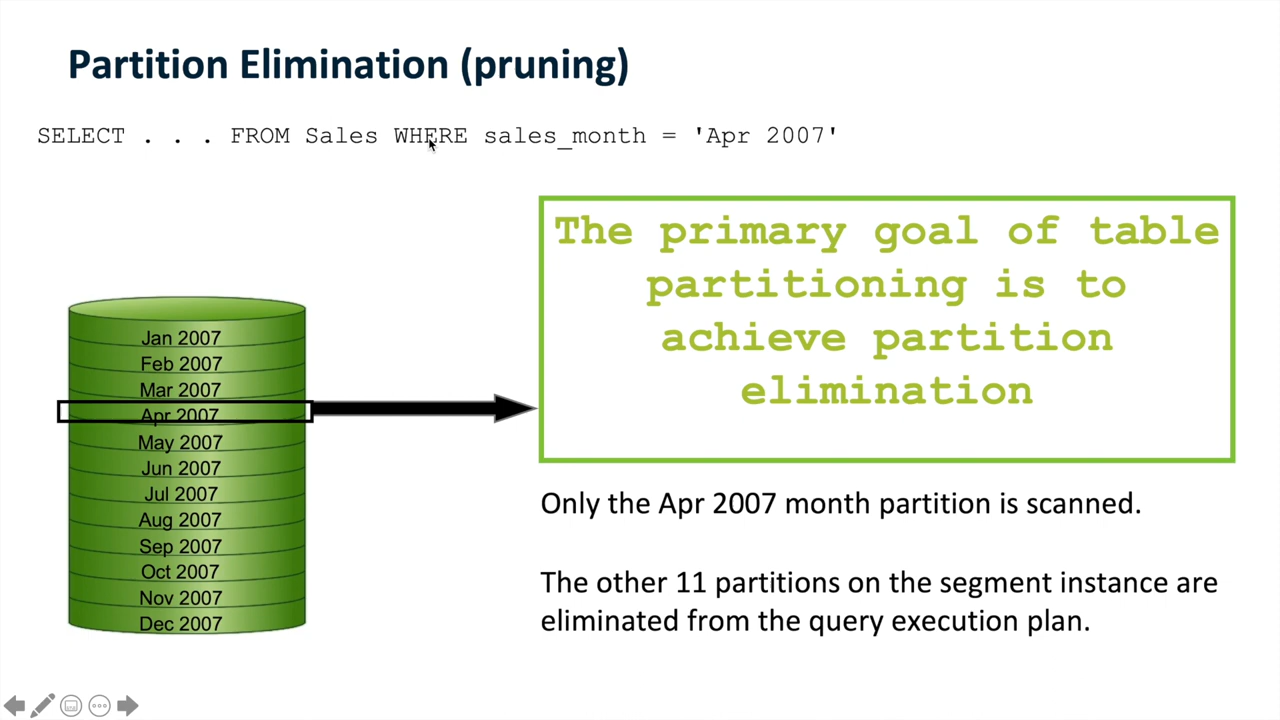 Partition Elimination (pruning)
SELECT . . . FROM Sales WHERE sales_month = 'Apr 2007'
The primary goal of table
partitioning is to
achieve partition
elimination
Jan 2007
Feb 2007
Mar 2007
Apr 2007
May 2007
Jun 2007
Jul 2007
Aug 2007
Sep 2007
Oct 2007
Nov 2007
Dec 2007
Only the Apr 2007 month partition is scanned.
The other 11 partitions on the segment instance are
eliminated from the query execution plan.